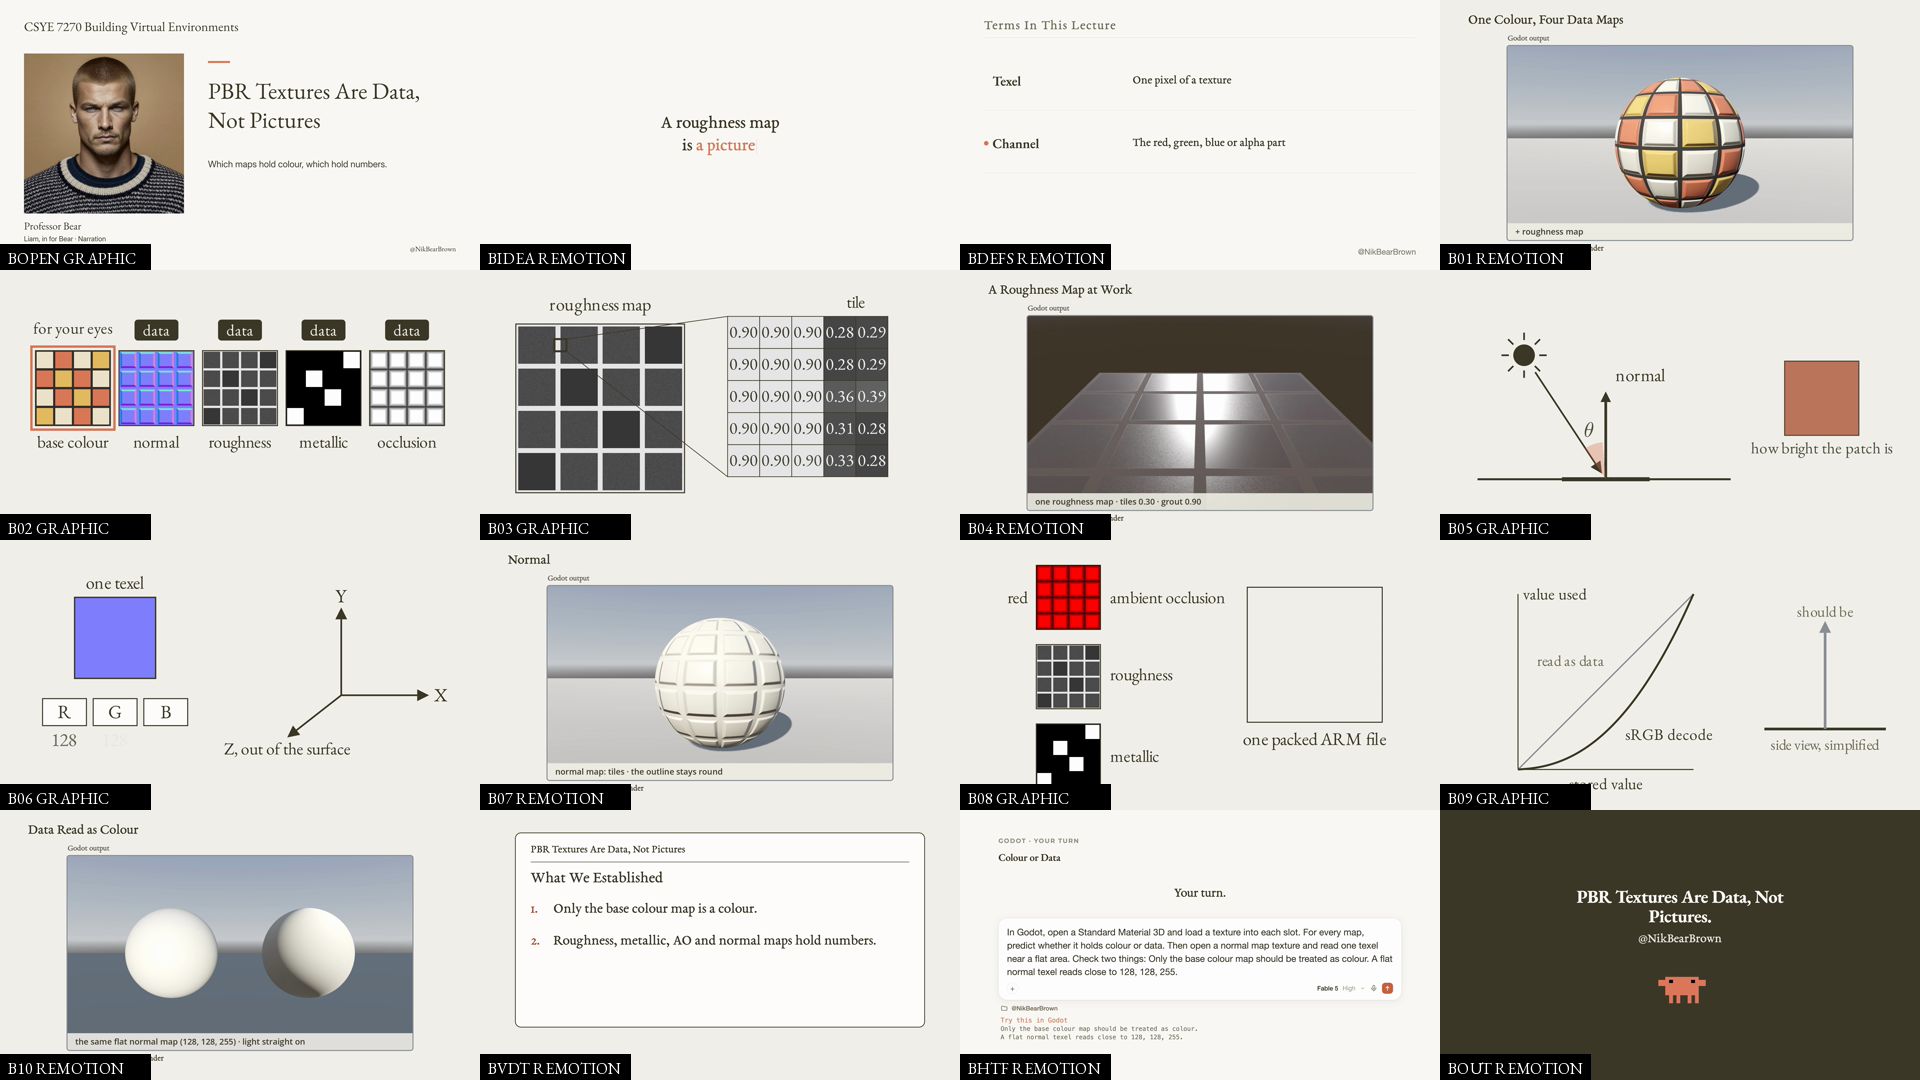 CSYE 7270 Building Virtual Environments
PBR Textures Are Data,
Not Pictures
Which maps hold colour, which hold numbers.
Professor Bear
Liam, in for Bear · Narration
@NikBearBrown
BOPEN GRAPHIC
A roughness map
is a picture
BIDEA REMOTION
Terms In This Lecture
Texel
One pixel of a texture
Channel
The red, green, blue or alpha part
@NikBearBrown
BDEFS REMOTION
One Colour, Four Data Maps
Godot output
+ roughness map
B01 REMOTION
for your eyes
data
data
data
data
base colour
normal
roughness
metallic
occlusion
B02 GRAPHIC
roughness map
tile
0.90 0.90 0.90 0.28 0.29
0.90 0.90 0.90 0.28 0.29
0.90 0.90 0.90 0.36 0.39
0.90 0.90 0.90 0.31 0.28
0.90 0.90 0.90 0.33 0.28
B03 GRAPHIC
A Roughness Map at Work
Godot output
one roughness map · tiles 0.30 · grout 0.90
B04 REMOTION
normal
θ
how bright the patch is
B05 GRAPHIC
one texel
R G B
128 128
Y
X
Z, out of the surface
B06 GRAPHIC
Normal
Godot output
normal map: tiles · the outline stays round
B07 REMOTION
red
ambient occlusion
roughness
metallic
one packed ARM file
B08 GRAPHIC
value used
read as data
sRGB decode
stored value
should be
side view, simplified
B09 GRAPHIC
Data Read as Colour
Godot output
the same flat normal map (128, 128, 255) · light straight on
B10 REMOTION
PBR Textures Are Data, Not Pictures
What We Established
1. Only the base colour map is a colour.
2. Roughness, metallic, AO and normal maps hold numbers.
BVDT REMOTION
GODOT · YOUR TURN
Colour or Data
Your turn.
In Godot, open a Standard Material 3D and load a texture into each slot. For every map,
predict whether it holds colour or data. Then open a normal map texture and read one texel
near a flat area. Check two things: Only the base colour map should be treated as colour. A flat
normal texel reads close to 128, 128, 255.
+
Fable 5 High
@NikBearBrown
Try this in Godot
Only the base colour map should be treated as colour.
A flat normal texel reads close to 128, 128, 255.
BHTF REMOTION
PBR Textures Are Data, Not
Pictures.
@NikBearBrown
BOUT REMOTION